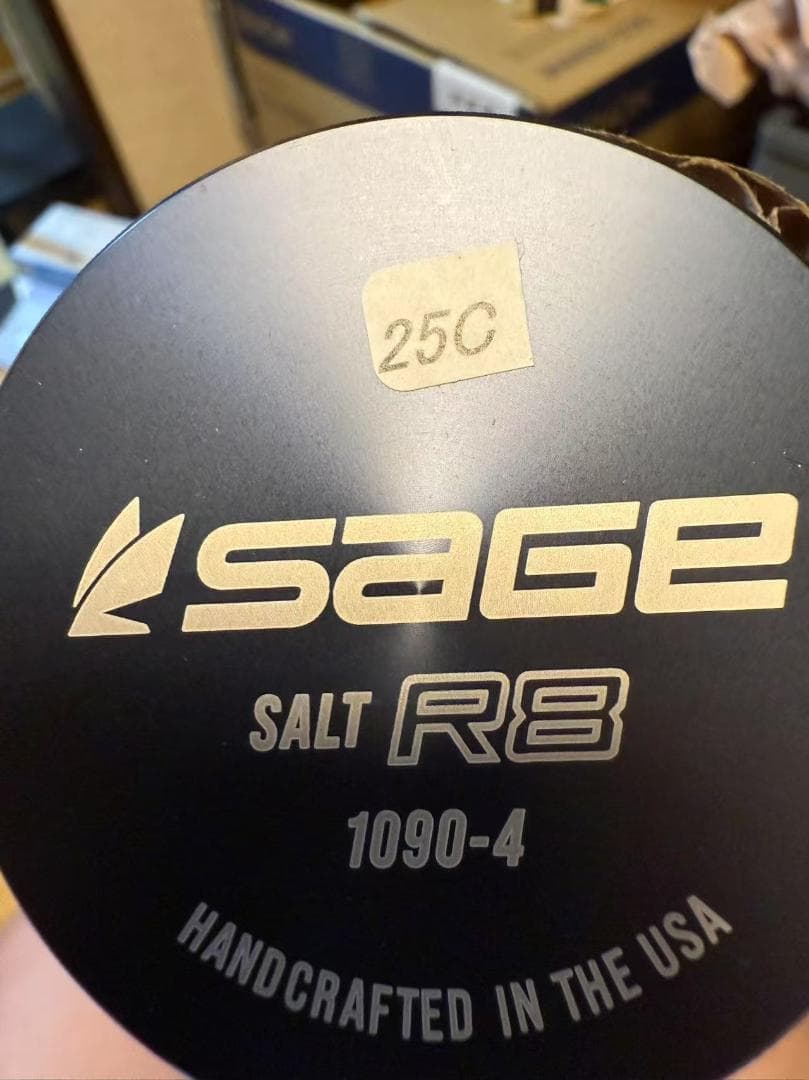 25C
SAGE
SALT R8
1090-4
HANDCRAFTED IN THE USA